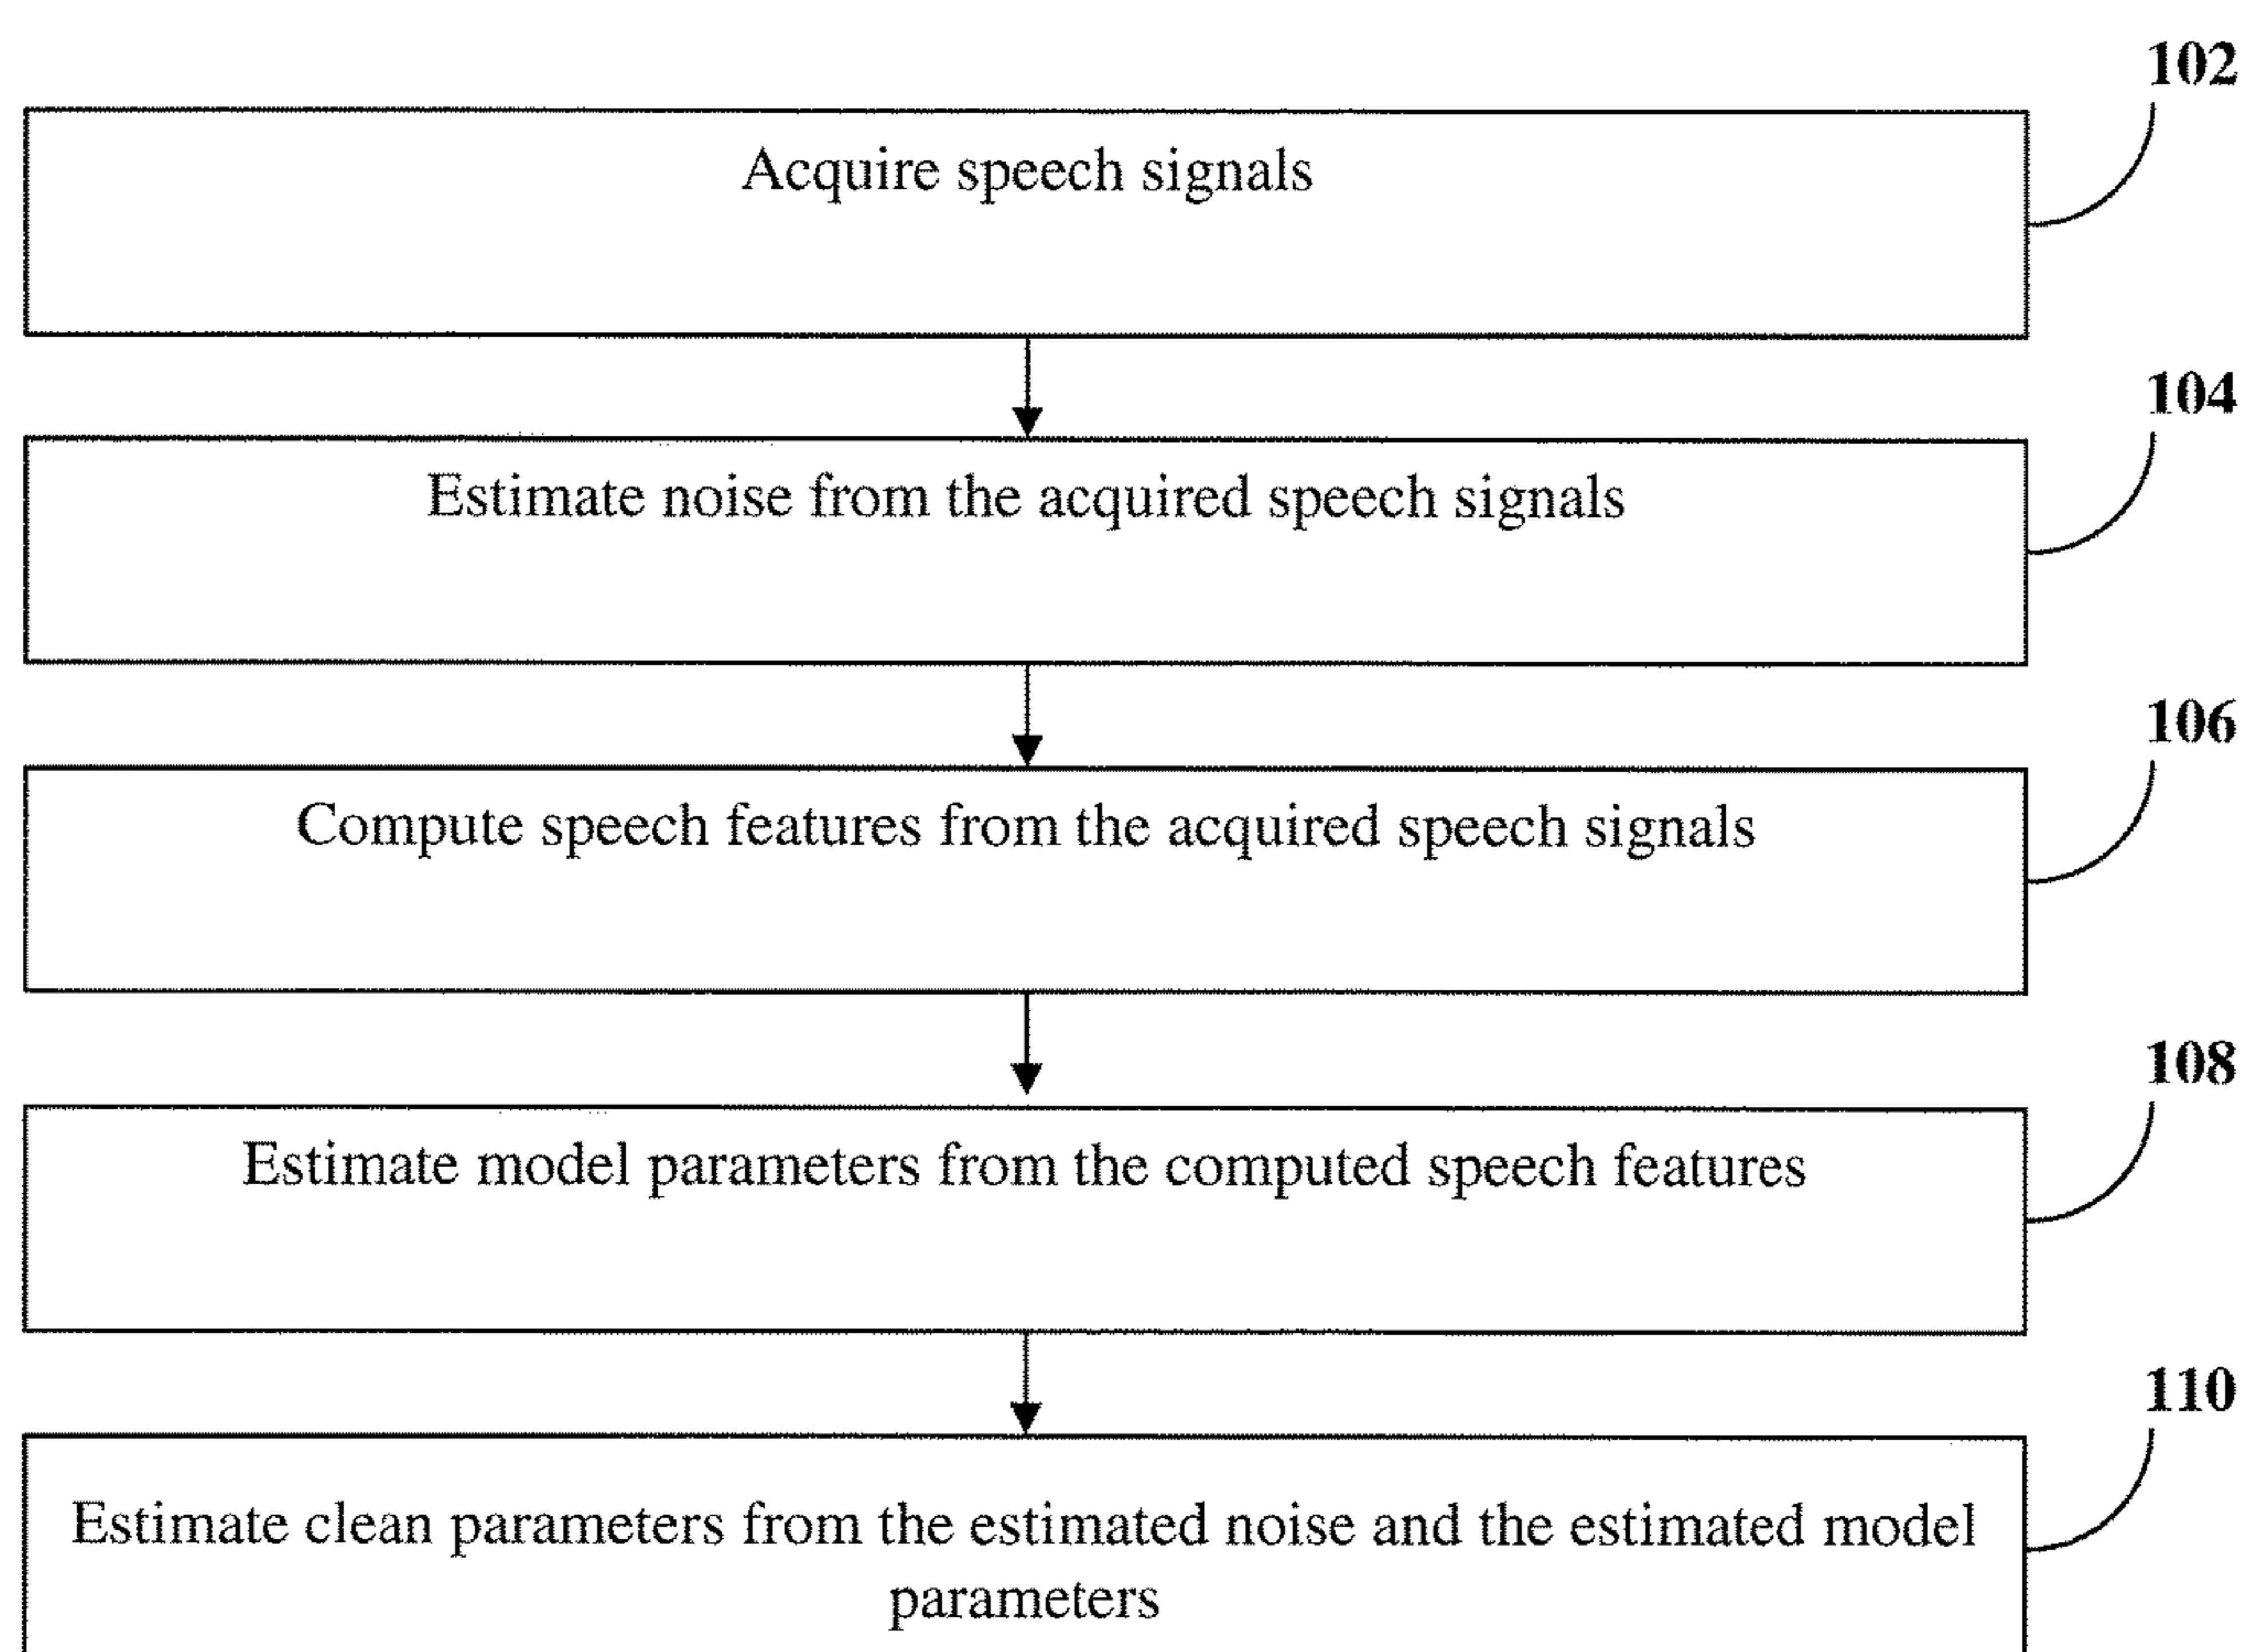 102
Acquire speech signals
104
Estimate noise from the acquired speech signals
106
Compute speech features from the acquired speech signals
108
Estimate model parameters from the computed speech features
110
Estimate clean parameters from the estimated noise and the estimated model
parameters